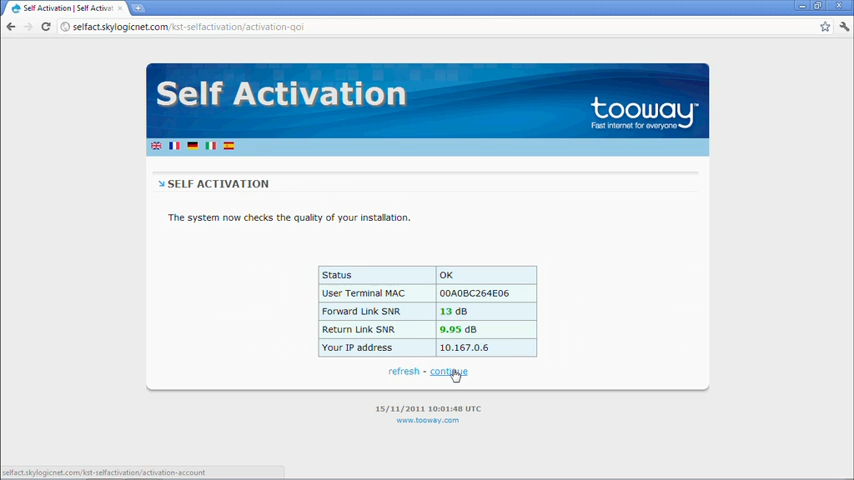 Self Activation | Self Activat
selfact.skylogicnet.com/kst-selfactivation/activation-qoi
Self Activation
tooway™
Fast internet for everyone
SELF ACTIVATION
The system now checks the quality of your installation.
Status OK
User Terminal MAC 00A0BC264E06
Forward Link SNR 13 dB
Return Link SNR 9.95 dB
Your IP address 10.167.0.6
refresh - continue
15/11/2011 10:01:48 UTC
www.tooway.com
selfact.skylogicnet.com/kst-selfactivation/activation-account